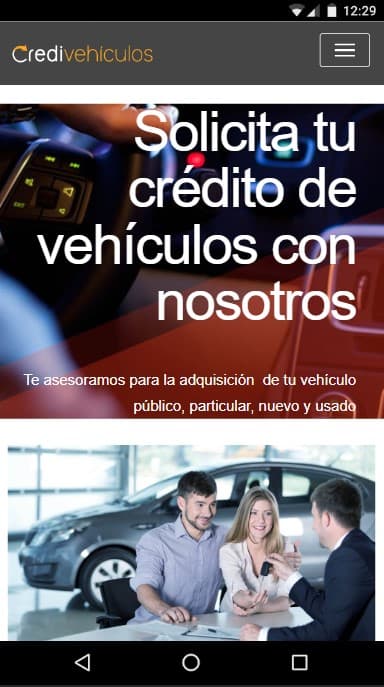 12:29
Credivehículos
Solicita tu
crédito de
vehículos con
nosotros
Te asesoramos para la adquisición  de tu vehículo
público, particular, nuevo y usado